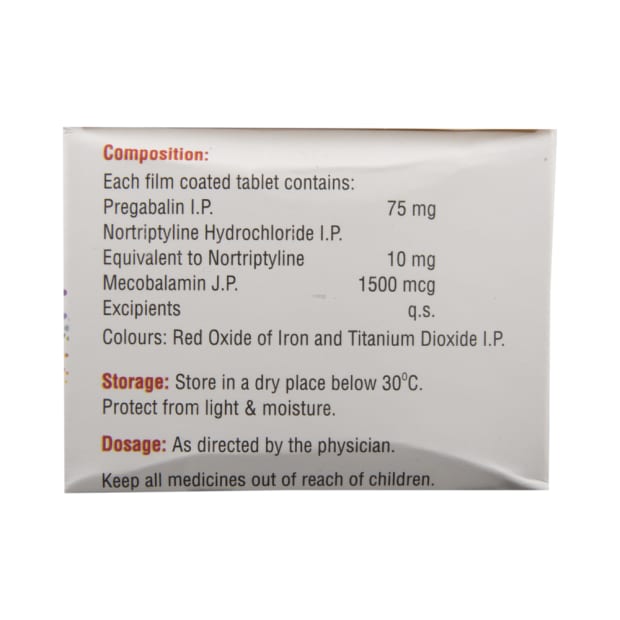 Composition:
Each film coated tablet contains:
Pregabalin I.P. 75 mg
Nortriptyline Hydrochloride I.P.
Equivalent to Nortriptyline 10 mg
Mecobalamin J.P. 1500 mcg
Excipients q.s.
Colours: Red Oxide of Iron and Titanium Dioxide I.P.
Storage: Store in a dry place below 30⁰C.
Protect from light & moisture.
Dosage: As directed by the physician.
Keep all medicines out of reach of children.